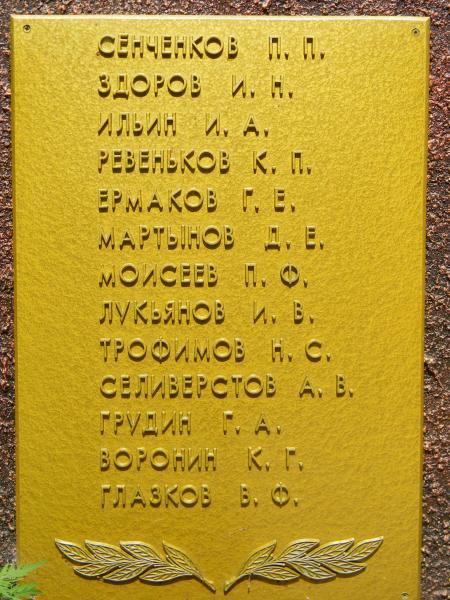 СЕНЧЕНКОВ П. П.
ЗДОРОВ И. Н.
ИЛЬИН И. А.
РЕВЕНЬКОВ К. П.
ЕРМАКОВ Г. Е.
МАРТЫНОВ Д. Е.
МОИСЕЕВ П. Ф.
ЛУКЬЯНОВ И. В.
ТРОФИМОВ Н. С.
СЕЛИВЕРСТОВ А. В.
ГРУДИН Г. А.
ВОРОНИН К. Г.
ГЛАЗКОВ В. Ф.